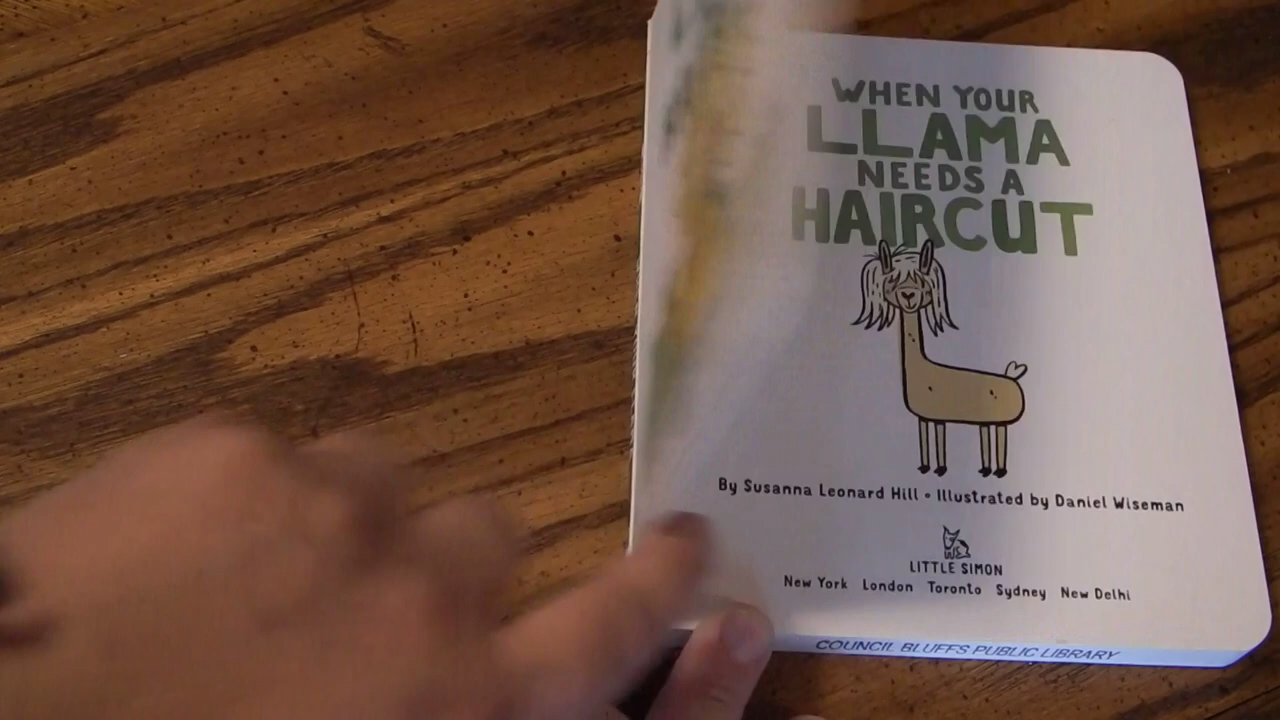 WHEN YOUR
LLAMA
NEEDS A
HAIRCUT
By Susanna Leonard Hill • Illustrated by Daniel Wiseman
LITTLE SIMON
New York London Toronto Sydney New Delhi
COUNCIL BLUFFS PUBLIC LIBRARY